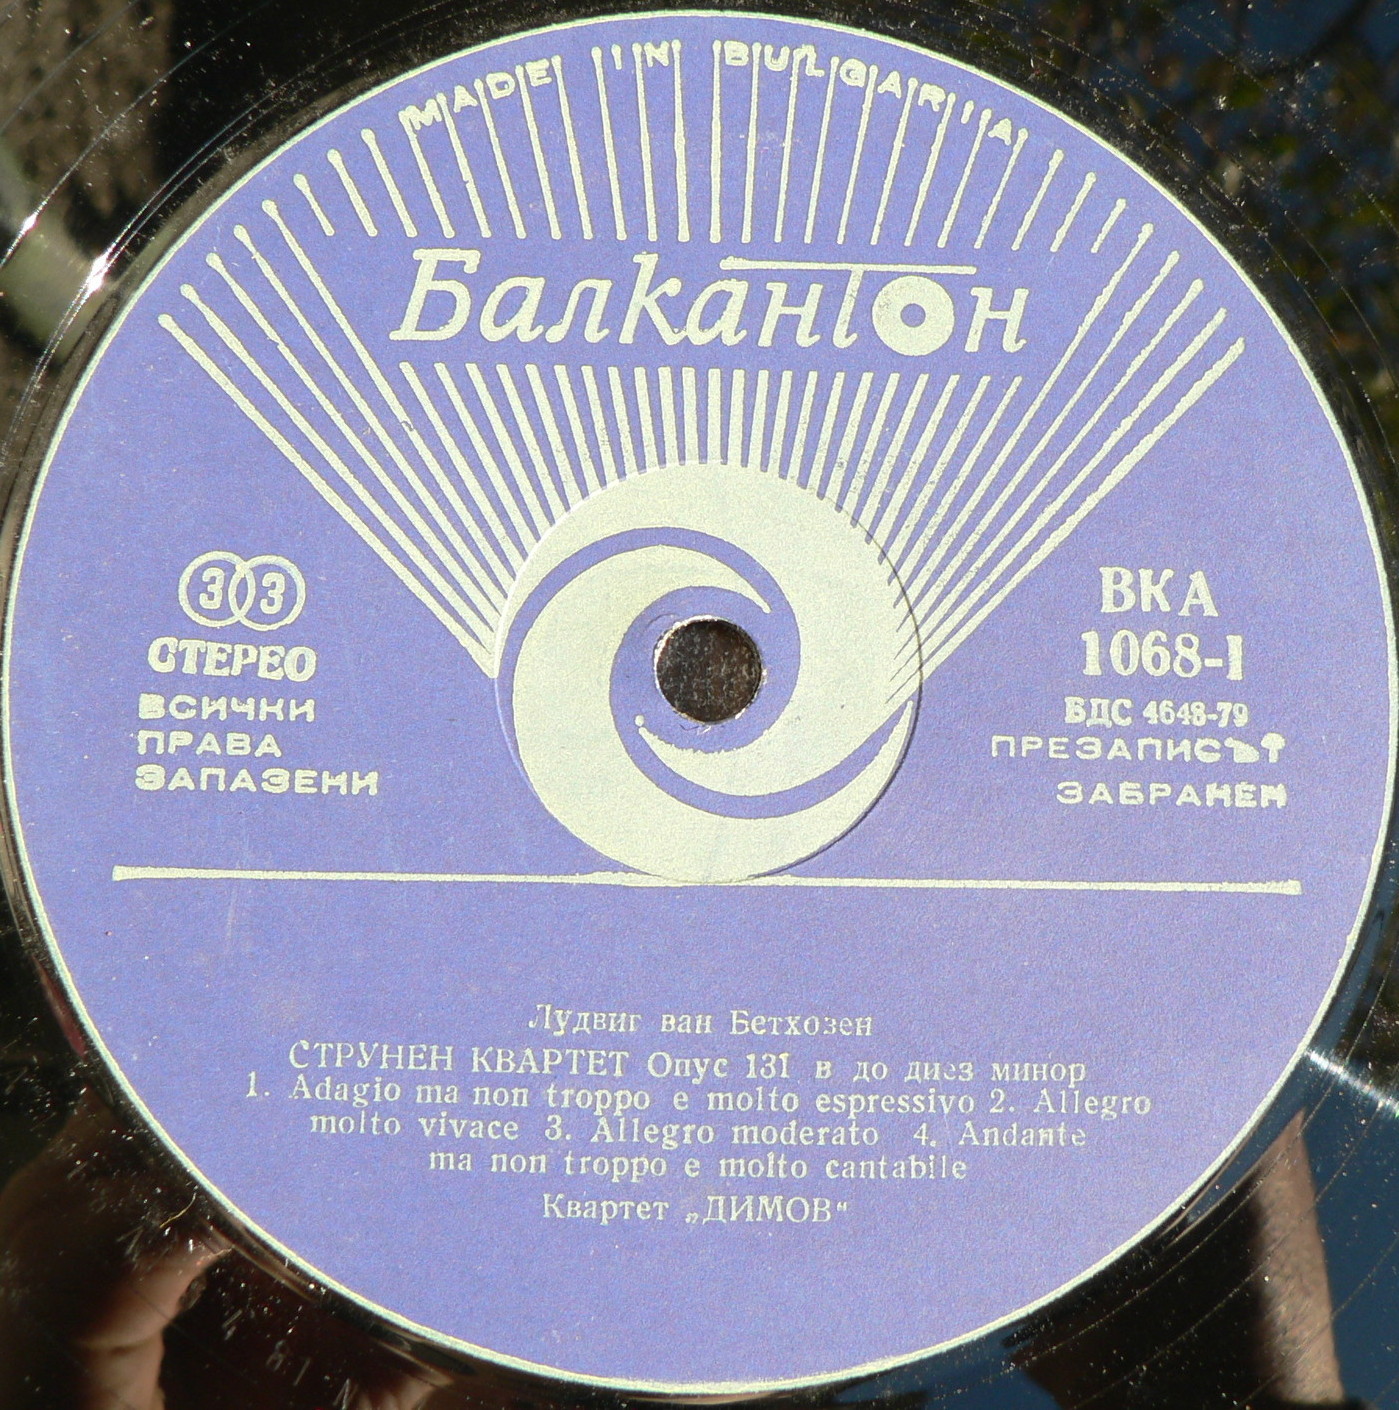 MADE IN BULGARIA
Балкантон
33
СТЕРЕО
ВСИЧКИ
ПРАВА
ЗАПАЗЕНИ
ВКА
1068-I
БДС 4648-79
ПРЕЗАПИСЪТ
ЗАБРАНЕН
Лудвиг ван Бетховен
СТРУНЕН КВАРТЕТ Опус 131 в до диез минор
1. Adagio ma non troppo e molto espressivo 2. Allegro
molto vivace 3. Allegro moderato 4. Andante
ma non troppo e molto cantabile
Квартет „ДИМОВ“